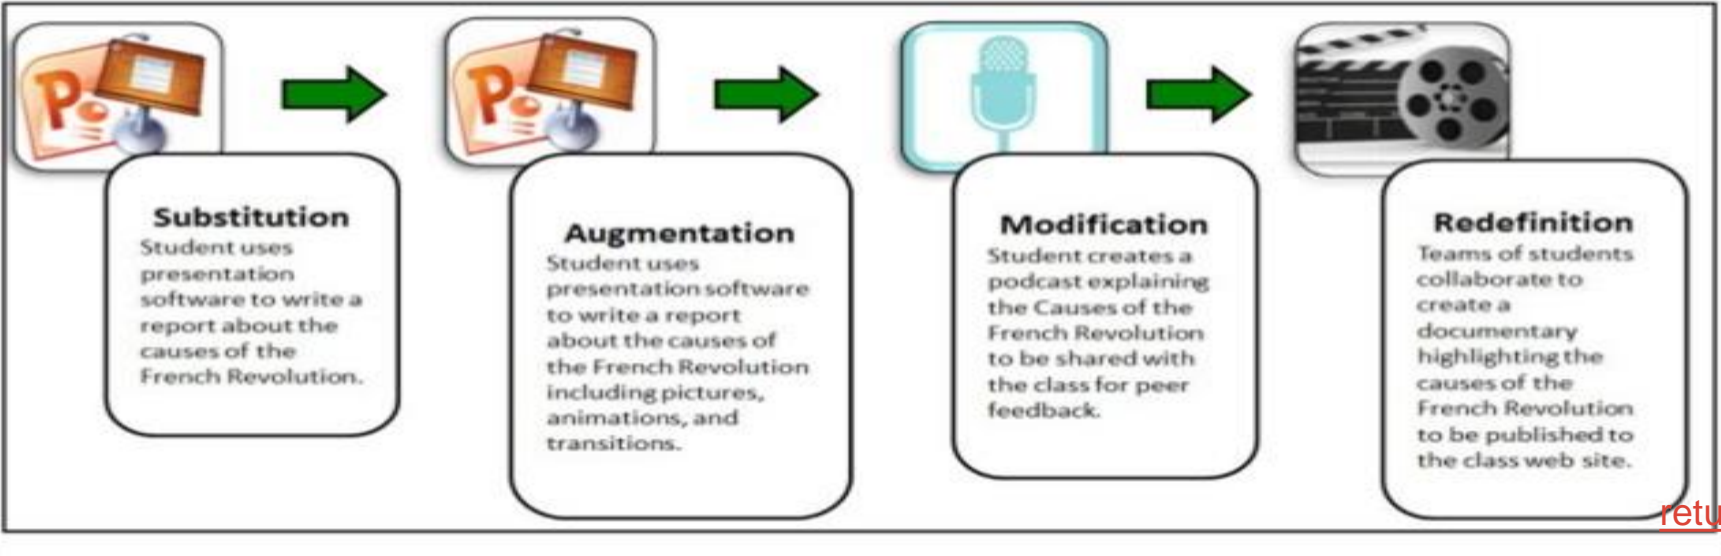 Substitution
Student uses
presentation
software to write a
report about the
causes of the
French Revolution.
Augmentation
Student uses
presentation software
to write a report
about the causes of
the French Revolution
including pictures,
animations, and
transitions.
Modification
Student creates a
podcast explaining
the Causes of the
French Revolution
to be shared with
the class for peer
feedback.
Redefinition
Teams of students
collaborate to
create a
documentary
highlighting the
causes of the
French Revolution
to be published to
the class web site.
retu